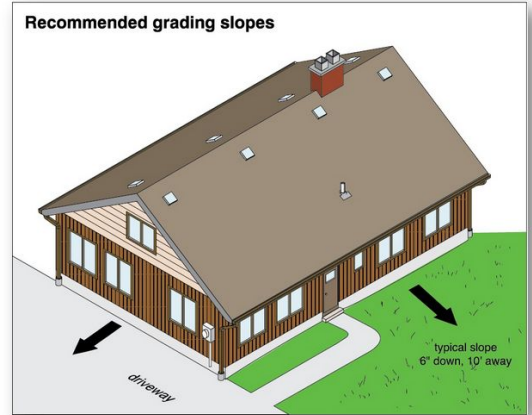 Recommended grading slopes
typical slope
6" down, 10' away
driveway